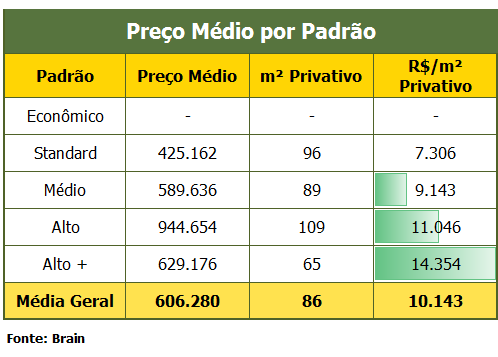 Preço Médio por Padrão
Padrão Preço Médio m² Privativo R$/m² Privativo
Econômico - - -
Standard 425.162 96 7.306
Médio 589.636 89 9.143
Alto 944.654 109 11.046
Alto + 629.176 65 14.354
Média Geral 606.280 86 10.143
Fonte: Brain